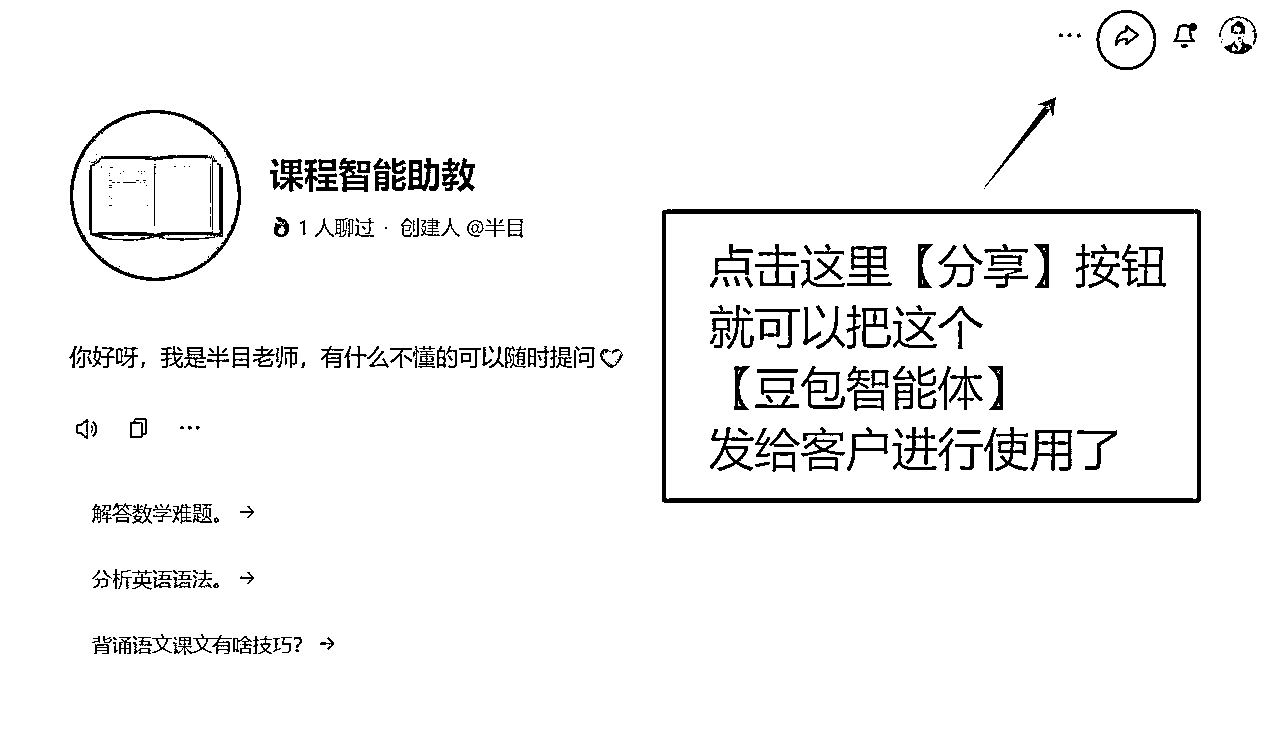 课程智能助教
1 人聊过 · 创建人 @半目
你好呀，我是半目老师，有什么不懂的可以随时提问♡
解答数学难题。 →
分析英语语法。 →
背诵语文课文有啥技巧？ →
点击这里【分享】按钮
就可以把这个
【豆包智能体】
发给客户进行使用了